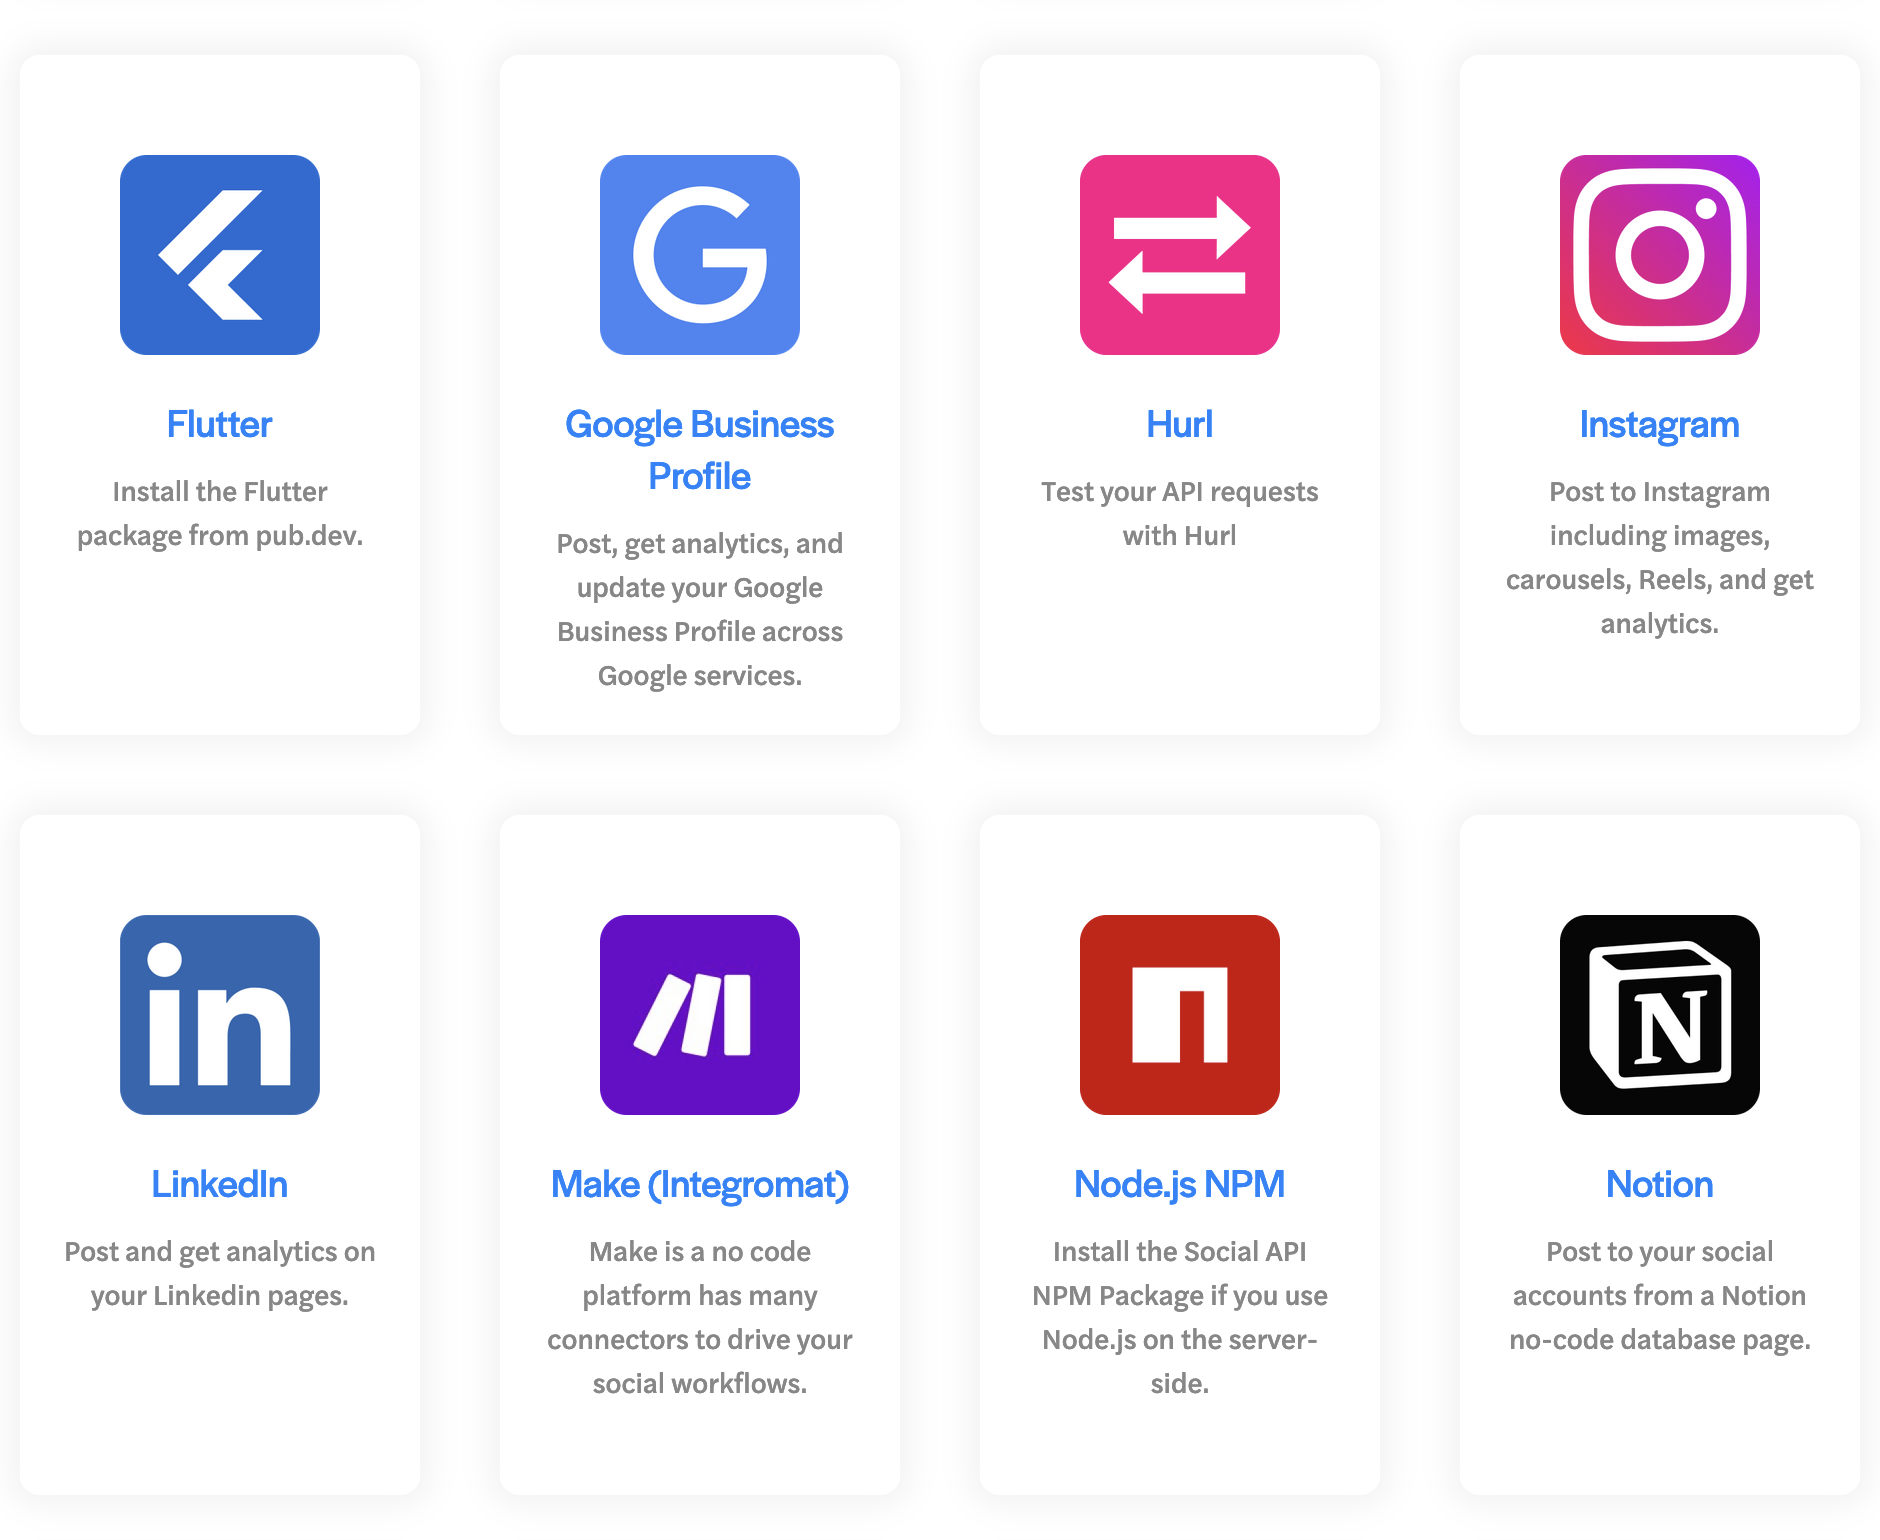 Flutter
Install the Flutter
package from pub.dev.
Google Business
Profile
Post, get analytics, and
update your Google
Business Profile across
Google services.
Hurl
Test your API requests
with Hurl
Instagram
Post to Instagram
including images,
carousels, Reels, and get
analytics.
in
LinkedIn
Post and get analytics on
your Linkedin pages.
Make (Integromat)
Make is a no code
platform has many
connectors to drive your
social workflows.
Node.js NPM
Install the Social API
NPM Package if you use
Node.js on the server-
side.
N
Notion
Post to your social
accounts from a Notion
no-code database page.